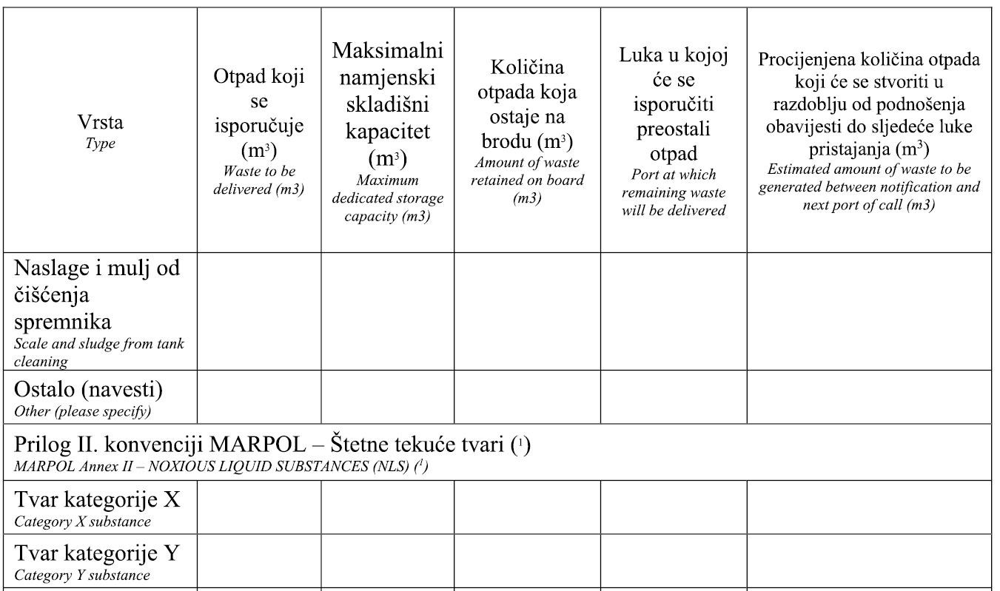 Vrsta
Type
Otpad koji
se
isporučuje
(m³)
Waste to be
delivered (m3)
Maksimalni
namjenski
skladišni
kapacitet
(m³)
Maximum
dedicated storage
capacity (m3)
Količina
otpada koja
ostaje na
brodu (m³)
Amount of waste
retained on board
(m3)
Luka u kojoj
će se
isporučiti
preostali
otpad
Port at which
remaining waste
will be delivered
Procijenjena količina otpada
koji će se stvoriti u
razdoblju od podnošenja
obavijesti do sljedeće luke
pristajanja (m³)
Estimated amount of waste to be
generated between notification and
next port of call (m3)
Naslage i mulj od
čišćenja
spremnika
Scale and sludge from tank
cleaning
Ostalo (navesti)
Other (please specify)
Prilog II. konvenciji MARPOL – Štetne tekuće tvari (¹)
MARPOL Annex II – NOXIOUS LIQUID SUBSTANCES (NLS) (¹)
Tvar kategorije X
Category X substance
Tvar kategorije Y
Category Y substance